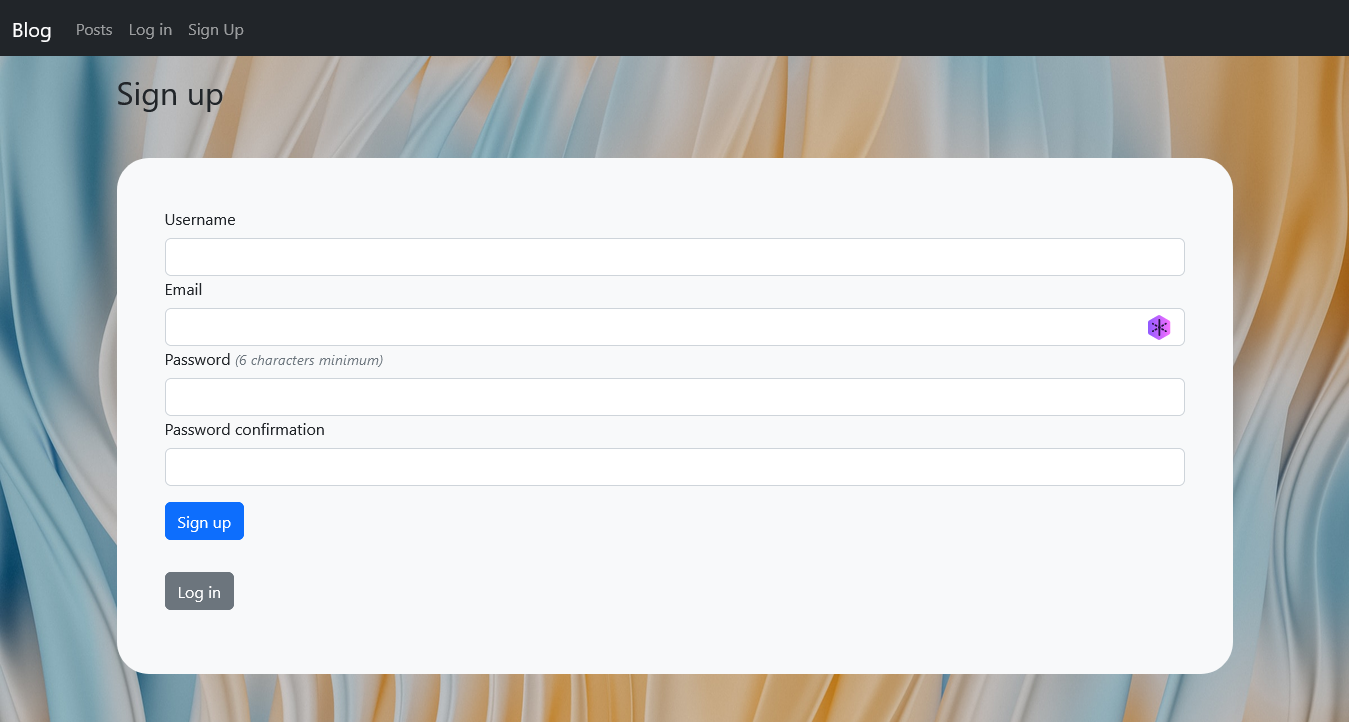 Blog Posts Log in Sign Up
Sign up
Username
Email
Password (6 characters minimum)
Password confirmation
Sign up
Log in